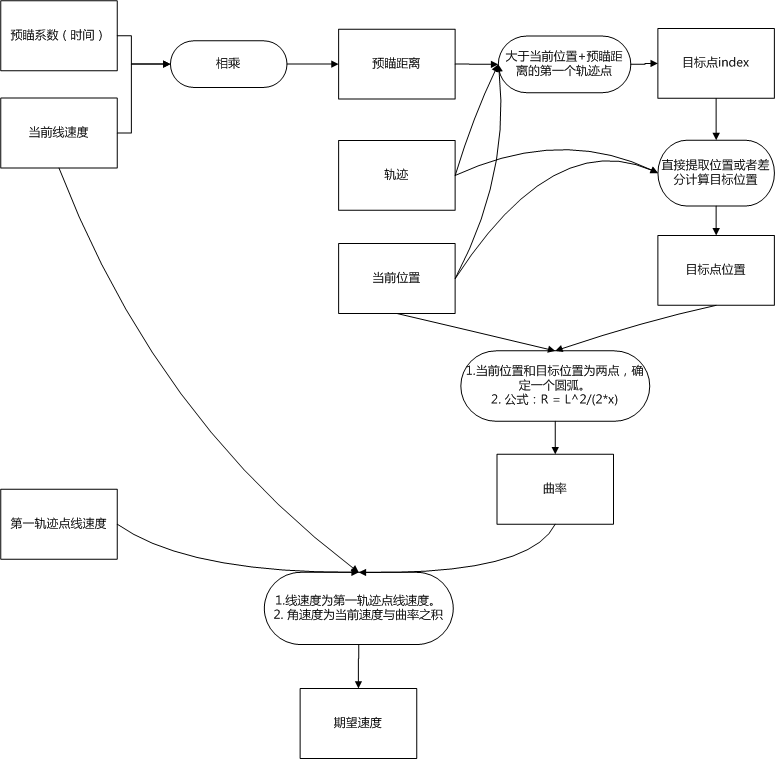 预瞄系数（时间）
相乘
预瞄距离
大于当前位置+预瞄距
离的第一个轨迹点
目标点index
当前线速度
轨迹
直接提取位置或者差
分计算目标位置
当前位置
目标点位置
1.当前位置和目标位置为两点，确
定一个圆弧。
2. 公式：R = L^2/(2*x)
曲率
第一轨迹点线速度
1.线速度为第一轨迹点线速度。
2. 角速度为当前速度与曲率之积
期望速度